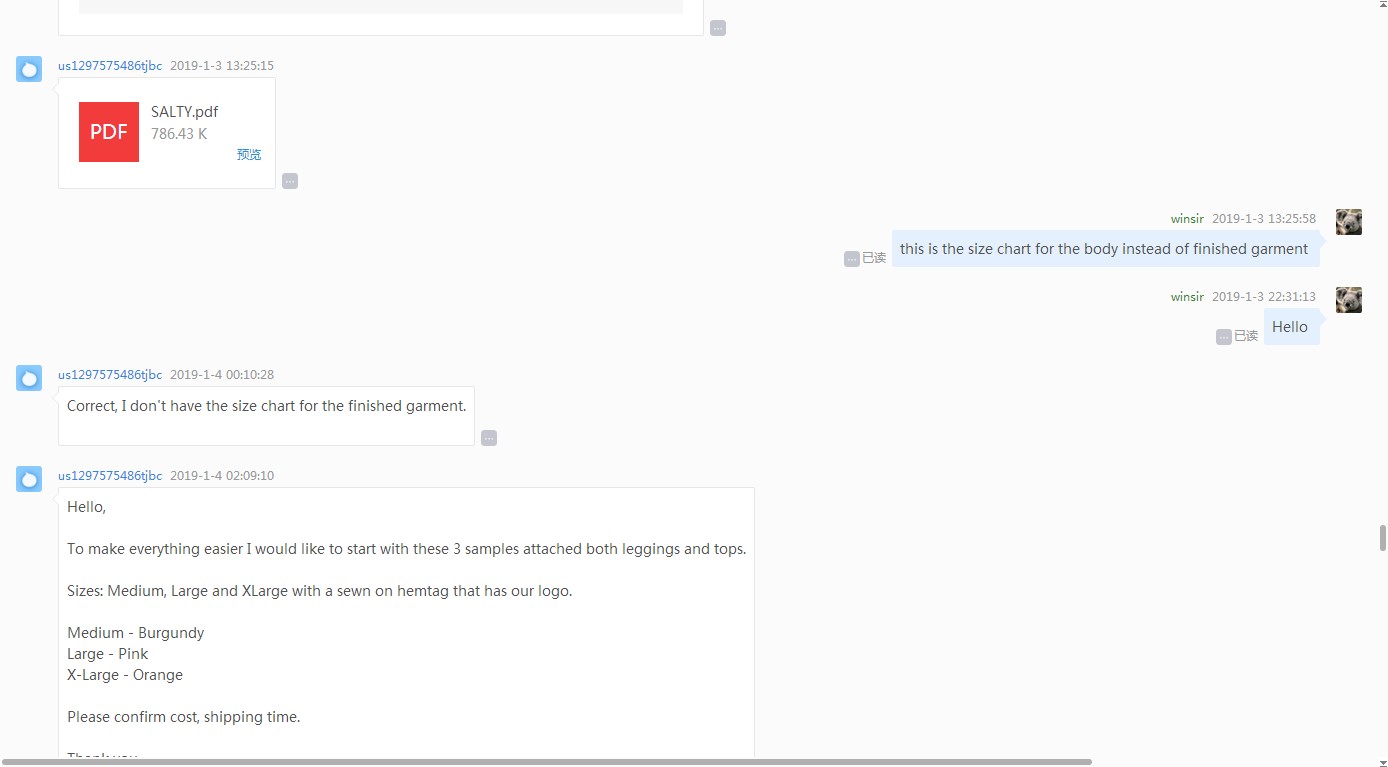 us1297575486tjbc 2019-1-3 13:25:15
PDF
SALTY.pdf
786.43 K
预览
winsir 2019-1-3 13:25:58
已读
this is the size chart for the body instead of finished garment
winsir 2019-1-3 22:31:13
已读
Hello
us1297575486tjbc 2019-1-4 00:10:28
Correct, I don't have the size chart for the finished garment.
us1297575486tjbc 2019-1-4 02:09:10
Hello,
To make everything easier I would like to start with these 3 samples attached both leggings and tops.
Sizes: Medium, Large and XLarge with a sewn on hemtag that has our logo.
Medium - Burgundy
Large - Pink
X-Large - Orange
Please confirm cost, shipping time.